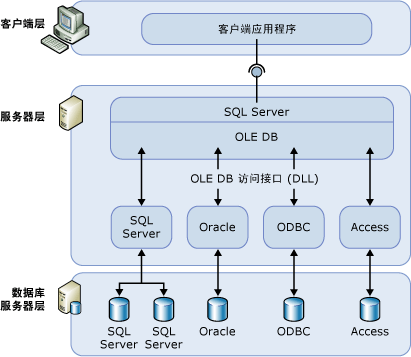 客户端层
客户端应用程序
服务器层
SQL Server
OLE DB
OLE DB 访问接口 (DLL)
SQL
Server
Oracle
ODBC
Access
数据库
服务器层
SQL
Server
SQL
Server
Oracle
ODBC
Access